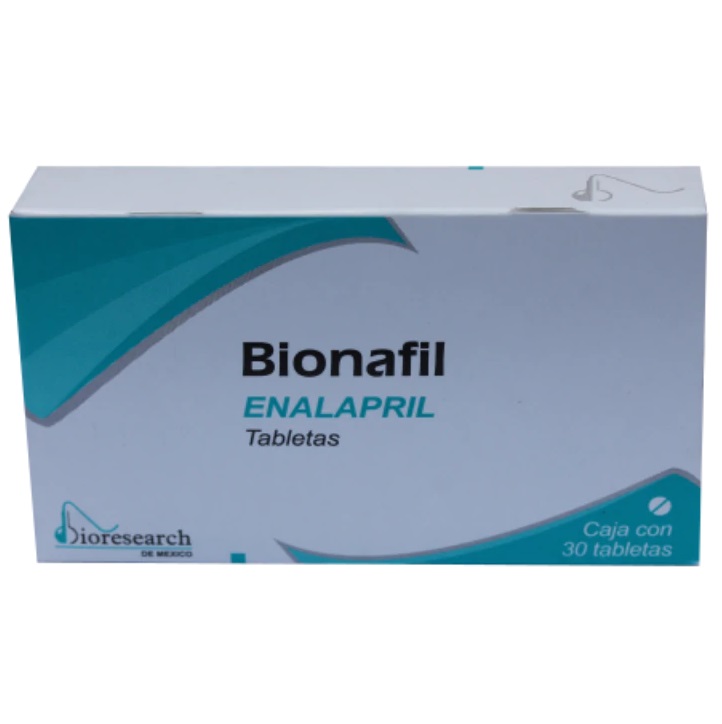 Bionafil
ENALAPRIL
Tabletas
Bioresearch
DE MEXICO
Caja con
30 tabletas